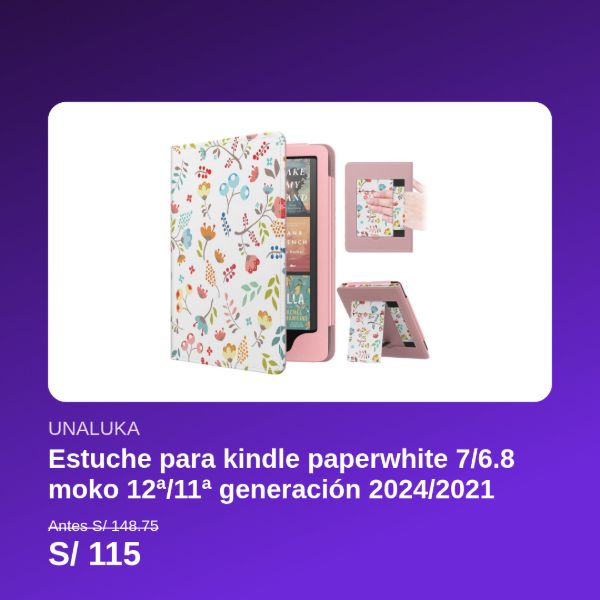 UNALUKA
Estuche para kindle paperwhite 7/6.8
moko 12ª/11ª generación 2024/2021
Antes S/ 148.75
S/ 115